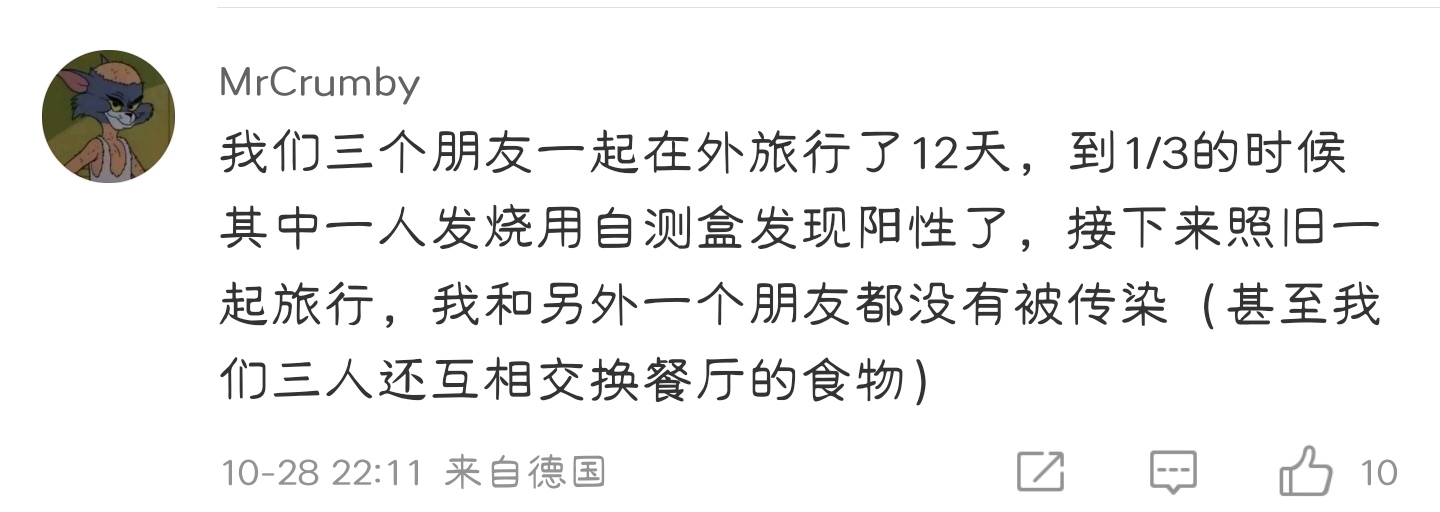 MrCrumby
我们三个朋友一起在外旅行了12天，到1/3的时候
其中一人发烧用自测盒发现阳性了，接下来照旧一
起旅行，我和另外一个朋友都没有被传染（甚至我
们三人还互相交换餐厅的食物）
10-28 22:11 来自德国 10